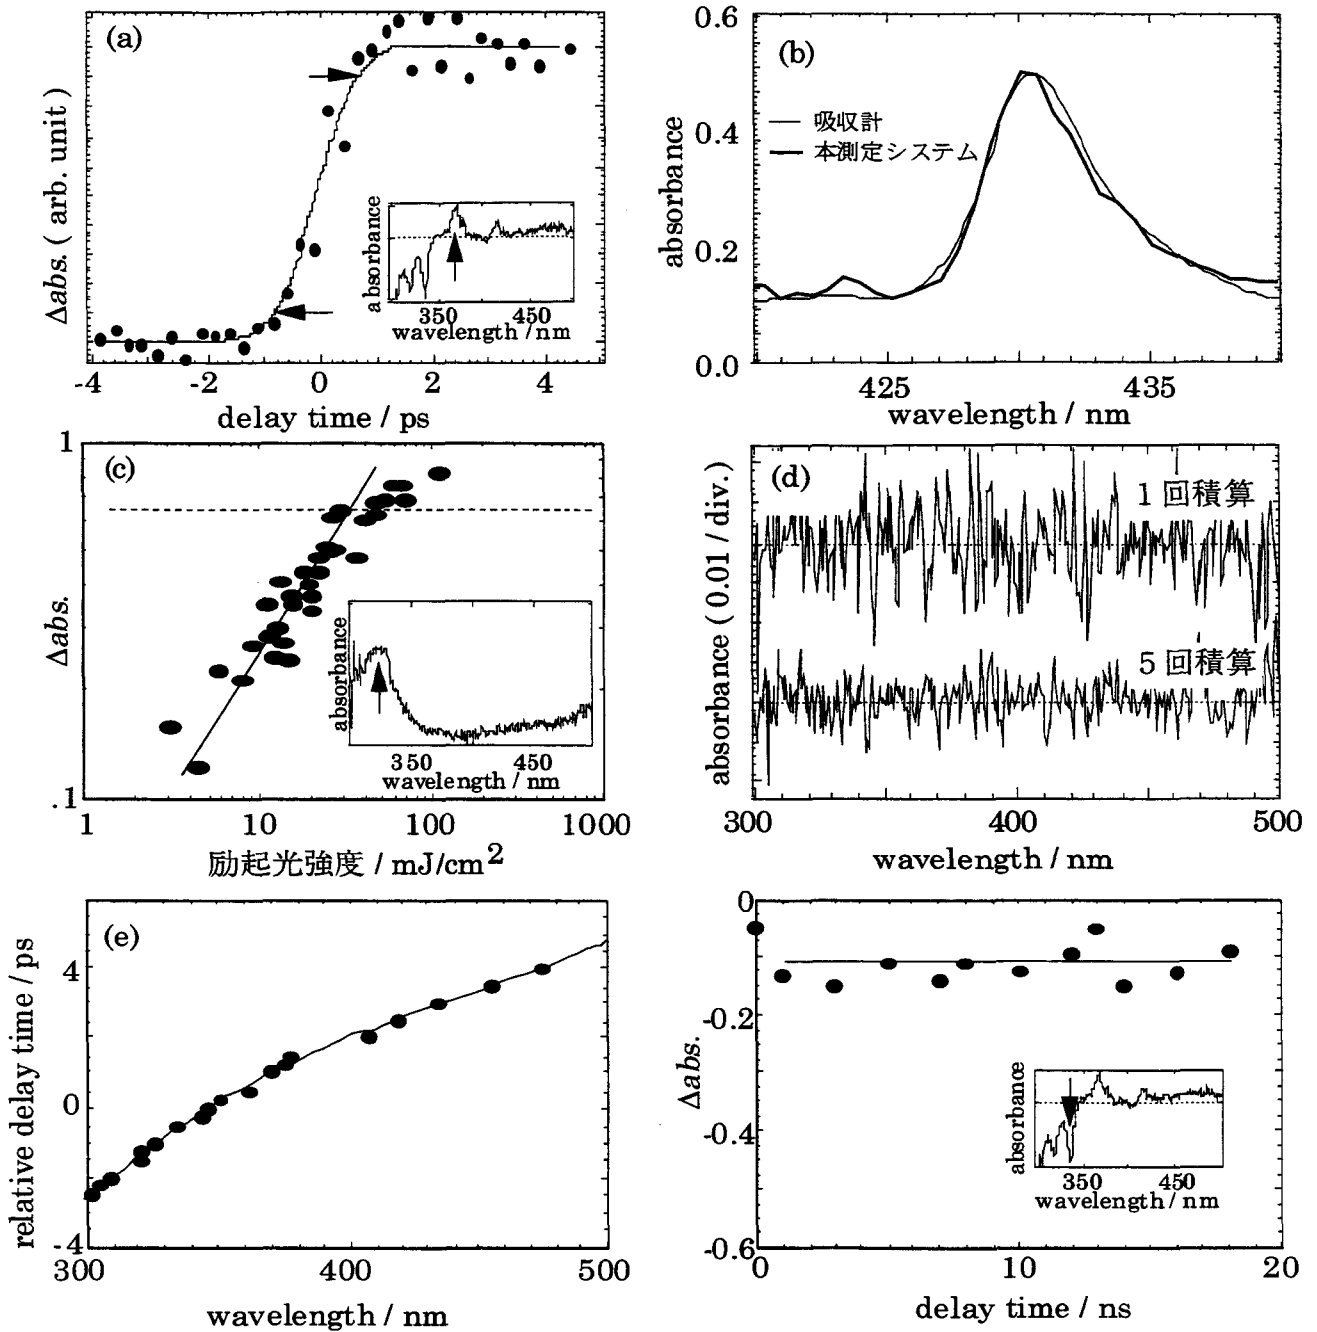 (a)
Δabs. ( arb. unit )
absorbance
350 450
wavelength / nm
-4 -2 0 2 4
delay time / ps
(b)
0.6
0.4
0.2
0.0
absorbance
吸収計
本測定システム
425 435
wavelength / nm
(c)
1
.1
Δabs.
absorbance
350 450
wavelength / nm
1 10 100 1000
励起光強度 / mJ/cm2
(d)
1回積算
5回積算
absorbance ( 0.01 / div. )
300 400 500
wavelength / nm
(e)
4
0
-4
relative delay time / ps
300 400 500
wavelength / nm
0
-0.2
-0.4
-0.6
Δabs.
absorbance
350 450
wavelength / nm
0 10 20
delay time / ns